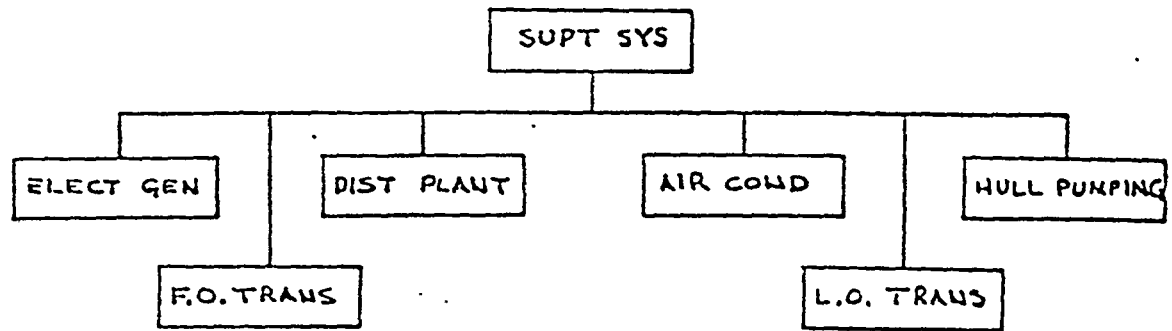 SUPT SYS
ELECT GEN
DIST PLANT
AIR COND
HULL PUMPING
F.O. TRANS
L.O. TRANS